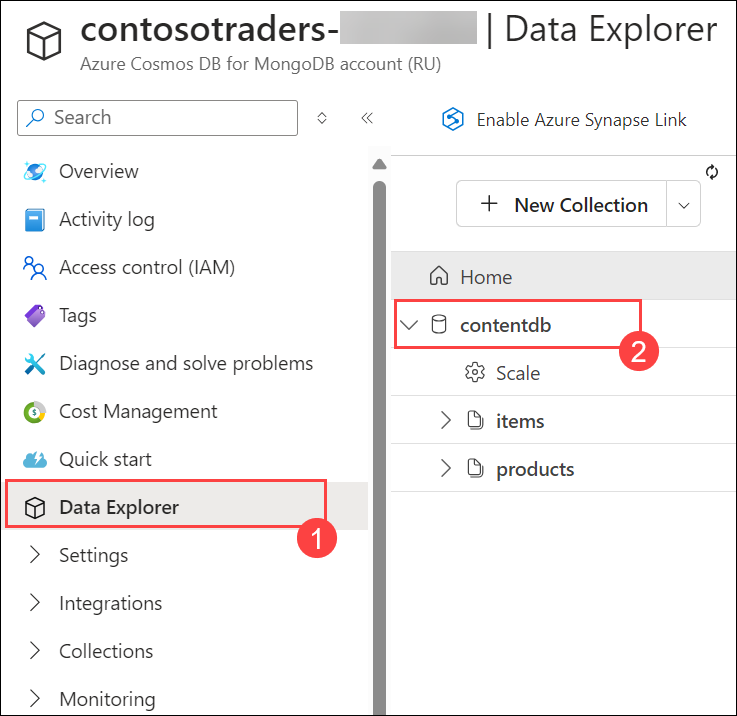 contosotraders- | Data Explorer
Azure Cosmos DB for MongoDB account (RU)
Search
Enable Azure Synapse Link
Overview
Activity log
Access control (IAM)
Tags
Diagnose and solve problems
Cost Management
Quick start
Data Explorer
1
Settings
Integrations
Collections
Monitoring
+ New Collection
Home
contentdb
2
Scale
items
products